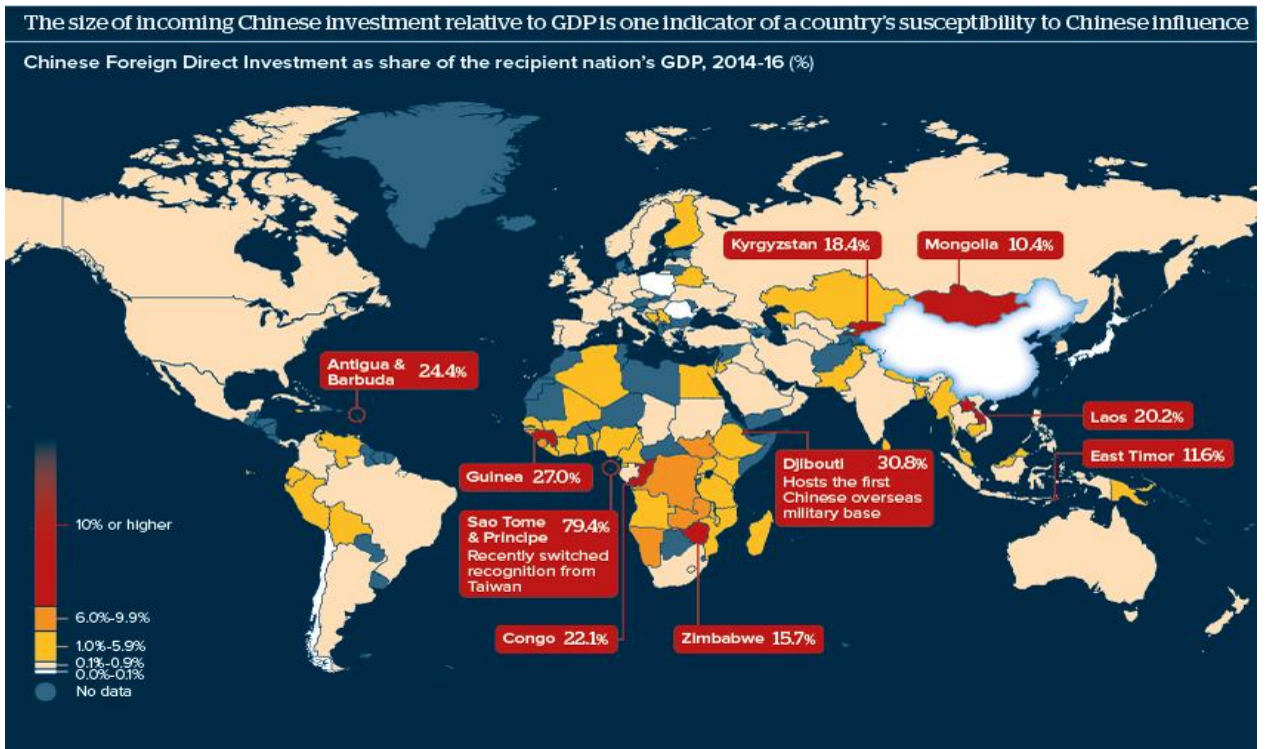 The size of incoming Chinese investment relative to GDP is one indicator of a country's susceptibility to Chinese influence
Chinese Foreign Direct Investment as share of the recipient nation's GDP, 2014-16 (%)
Kyrgyzstan 18.4%
Mongolia 10.4%
Antigua &
Barbuda 24.4%
Laos 20.2%
East Timor 11.6%
Guinea 27.0%
Djibouti 30.8%
Hosts the first
Chinese overseas
military base
Sao Tome
& Principe 79.4%
Recently switched
recognition from
Taiwan
Congo 22.1%
Zimbabwe 15.7%
10% or higher
6.0%-9.9%
1.0%-5.9%
0.1%-0.9%
0.0%-0.1%
No data